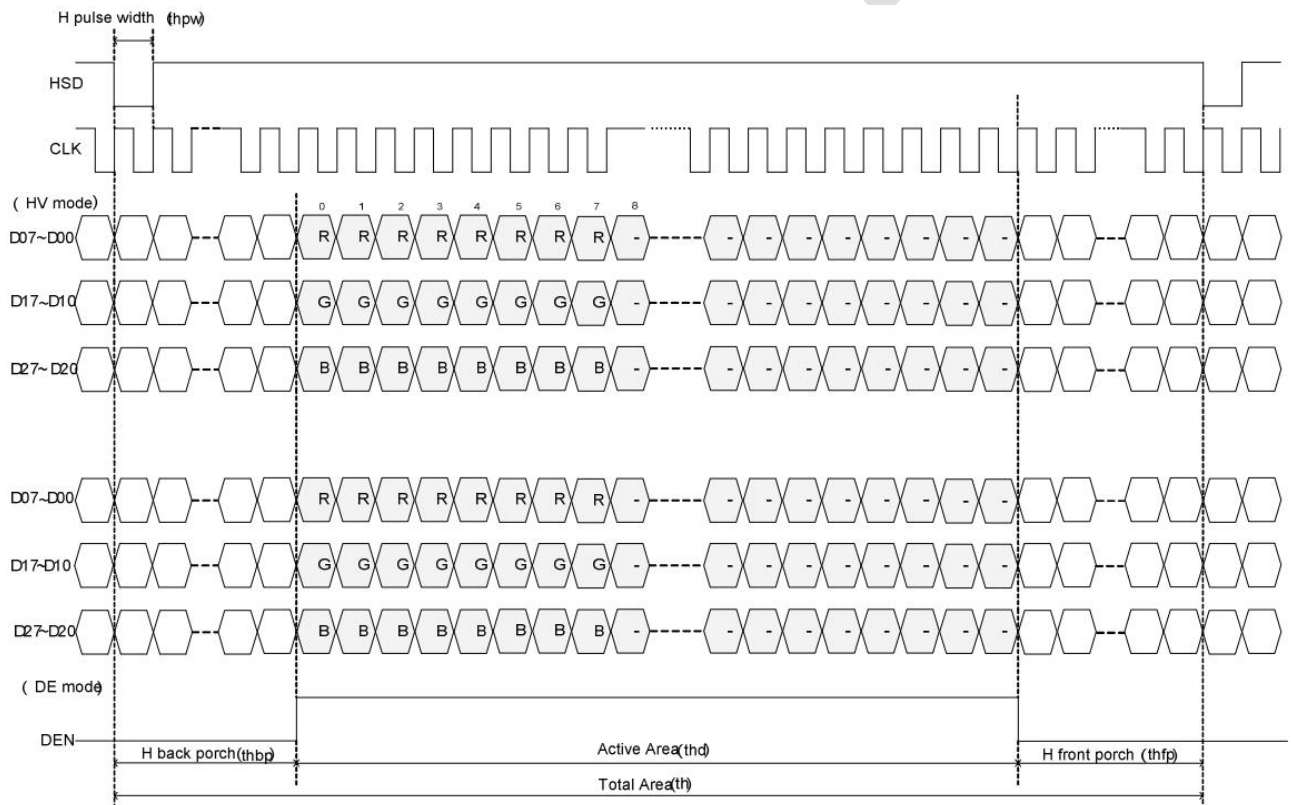 H pulse width (thpw)
HSD
CLK
( HV mode)
0 1 2 3 4 5 6 7 8
D07~D00 R R R R R R R R - - - - - - - - -
D17~D10 G G G G G G G G - - - - - - - - -
D27~D20 B B B B B B B B - - - - - - - - -
D07~D00 R R R R R R R R - - - - - - - - -
D17~D10 G G G G G G G G - - - - - - - - -
D27~D20 B B B B B B B B - - - - - - - - -
( DE mode)
DEN
H back porch(thbp) Active Area(thd) H front porch (thfp)
Total Area(th)